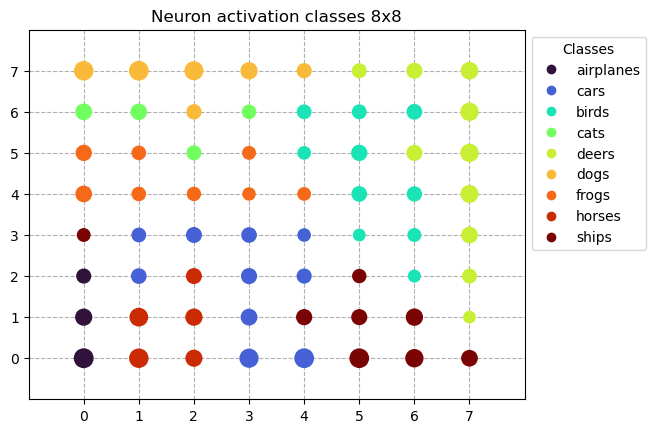 Neuron activation classes 8x8
7
6
5
4
3
2
1
0
0 1 2 3 4 5 6 7
Classes
airplanes
cars
birds
cats
deers
dogs
frogs
horses
ships